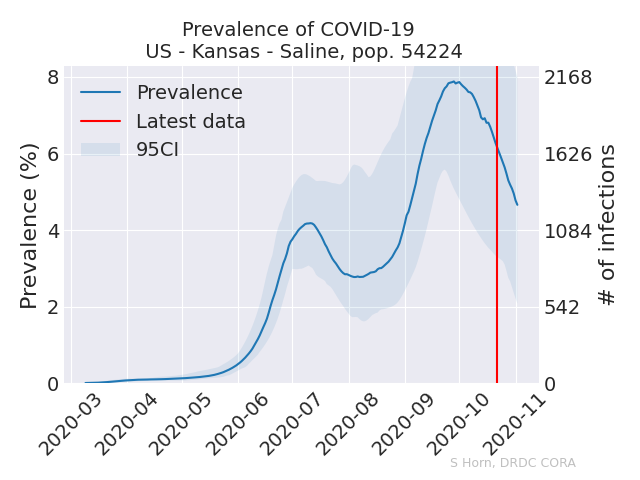 Prevalence of COVID-19
US - Kansas - Saline, pop. 54224
Prevalence
Latest data
95CI
Prevalence (%)
8
6
4
2
0
2168
1626
1084
542
0
# of infections
2020-03
2020-04
2020-05
2020-06
2020-07
2020-08
2020-09
2020-10
2020-11
S Horn, DRDC CORA